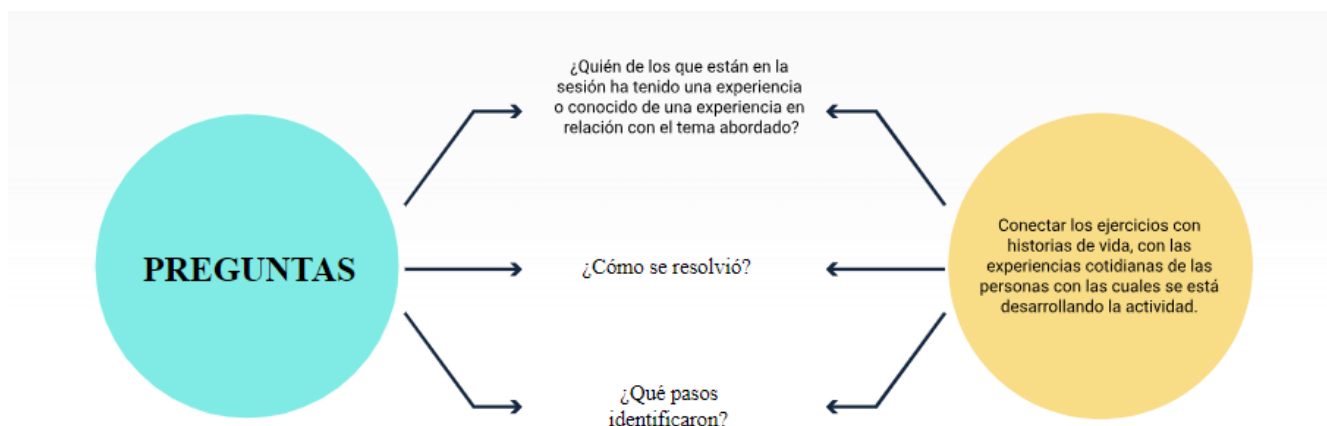 PREGUNTAS
¿Quién de los que están en la
sesión ha tenido una experiencia
o conocido de una experiencia en
relación con el tema abordado?
¿Cómo se resolvió?
¿Qué pasos
identificaron?
Conectar los ejercicios con
historias de vida, con las
experiencias cotidianas de las
personas con las cuales se está
desarrollando la actividad.